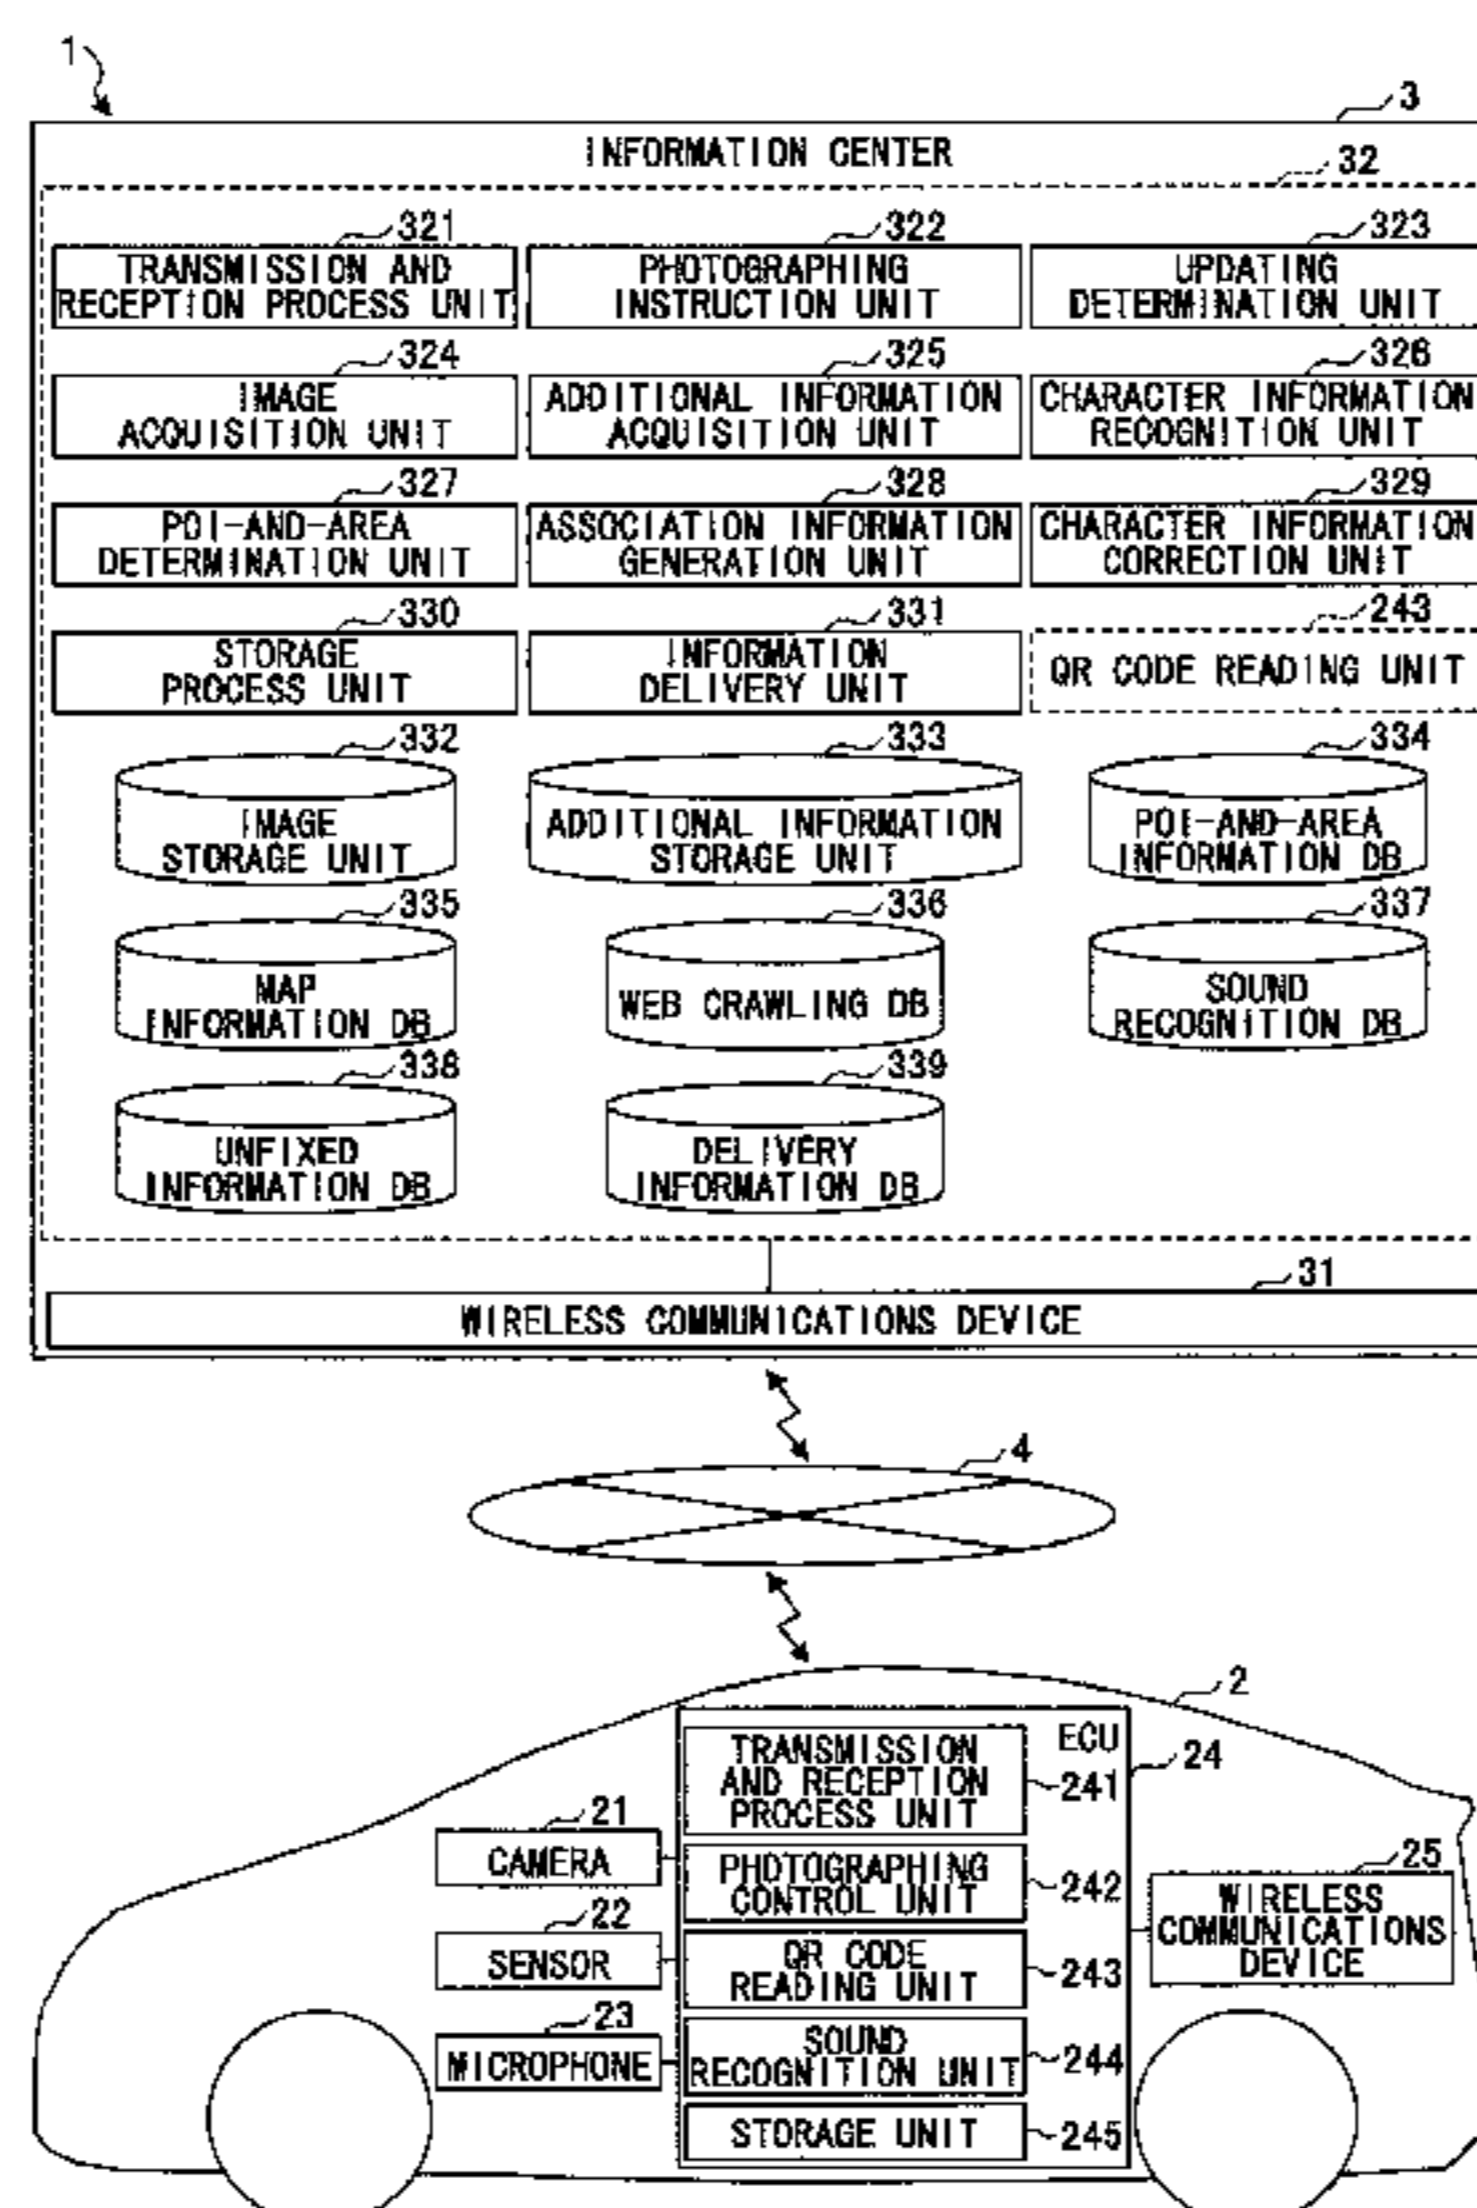 1
3
INFORMATION CENTER
32
321 322 323
TRANSMISSION AND
RECEPTION PROCESS UNIT
PHOTOGRAPHING
INSTRUCTION UNIT
UPDATING
DETERMINATION UNIT
324 325 326
IMAGE
ACQUISITION UNIT
ADDITIONAL INFORMATION
ACQUISITION UNIT
CHARACTER INFORMATION
RECOGNITION UNIT
327 328 329
POI-AND-AREA
DETERMINATION UNIT
ASSOCIATION INFORMATION
GENERATION UNIT
CHARACTER INFORMATION
CORRECTION UNIT
330 331 243
STORAGE
PROCESS UNIT
INFORMATION
DELIVERY UNIT
QR CODE READING UNIT
332 333 334
IMAGE
STORAGE UNIT
ADDITIONAL INFORMATION
STORAGE UNIT
POI-AND-AREA
INFORMATION DB
335 336 337
MAP
INFORMATION DB
WEB CRAWLING DB
SOUND
RECOGNITION DB
338 339
UNFIXED
INFORMATION DB
DELIVERY
INFORMATION DB
31
WIRELESS COMMUNICATIONS DEVICE
4
2
ECU
24
TRANSMISSION
AND RECEPTION
PROCESS UNIT
241
21
CAMERA
PHOTOGRAPHING
CONTROL UNIT
242
25
WIRELESS
COMMUNICATIONS
DEVICE
22
SENSOR
QR CODE
READING UNIT
243
23
MICROPHONE
SOUND
RECOGNITION UNIT
244
STORAGE UNIT
245